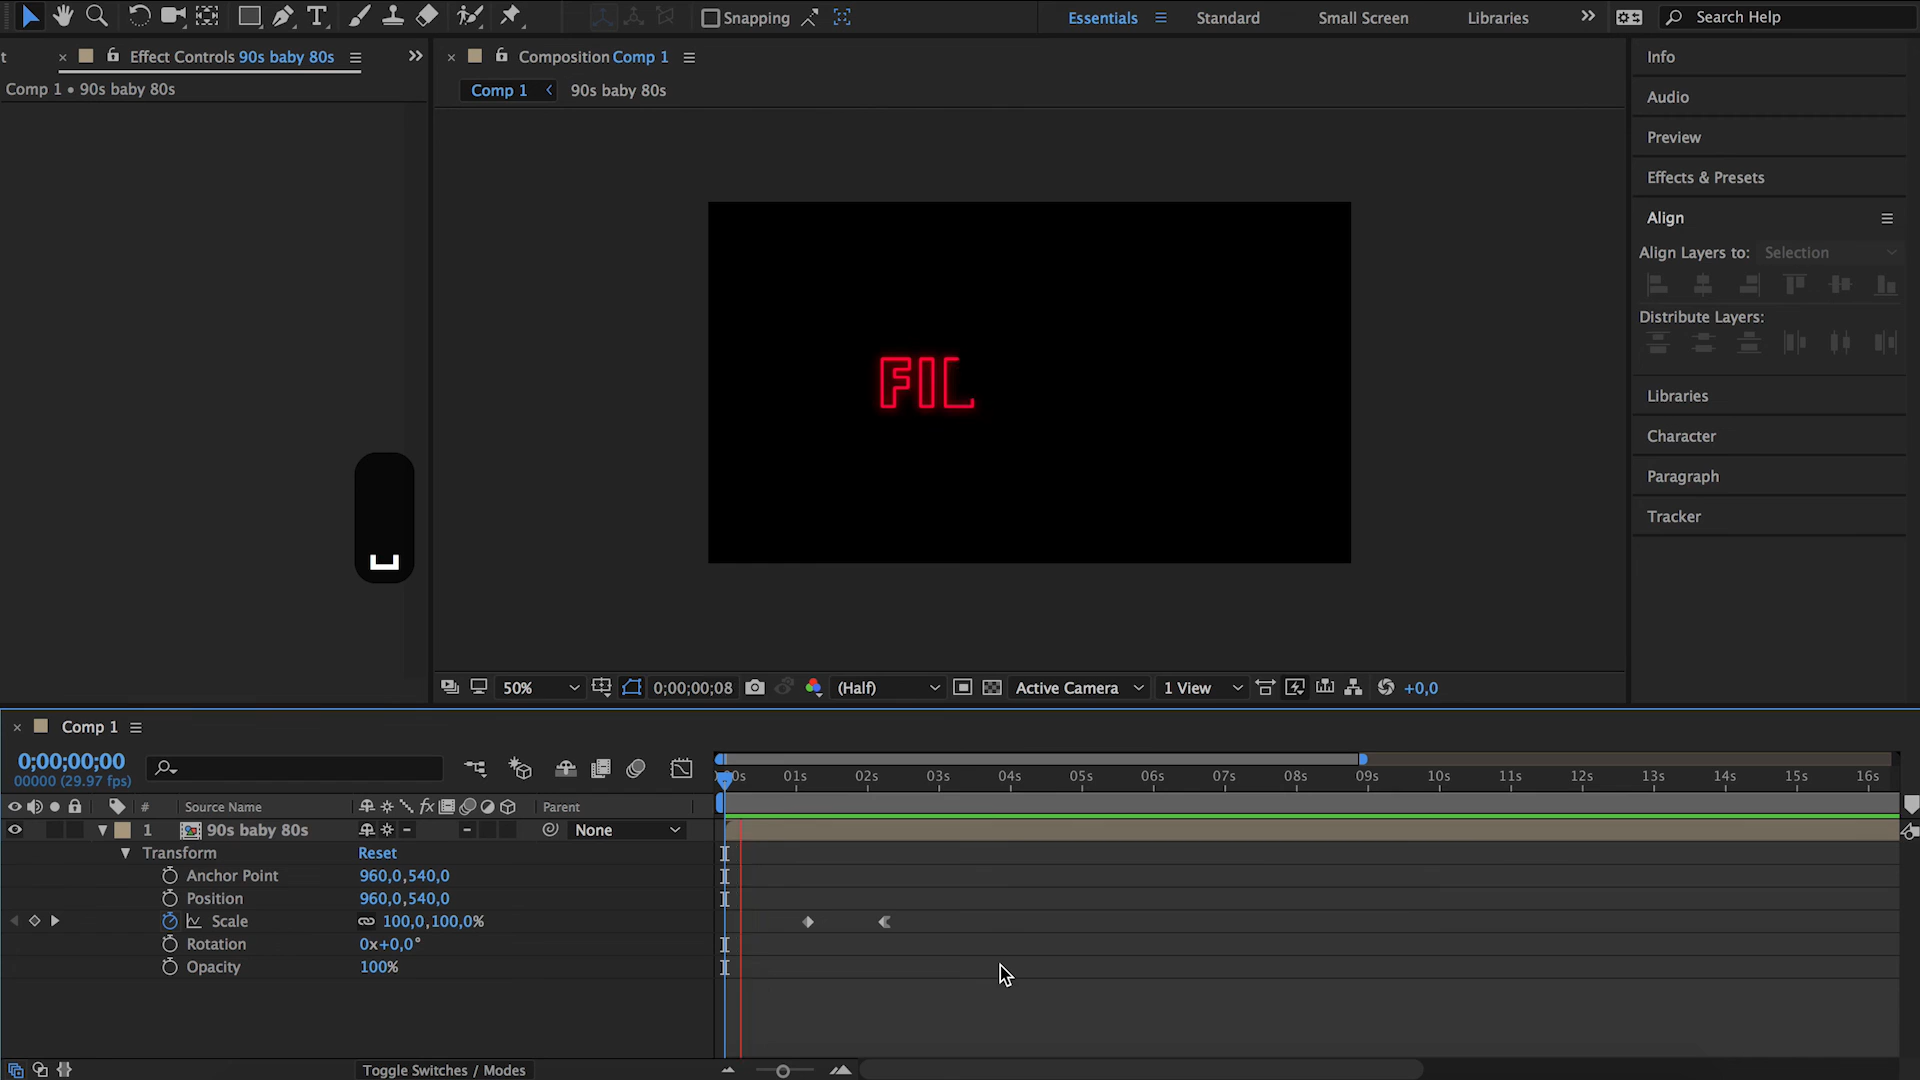 Snapping
Essentials
Standard
Small Screen
Libraries
Search Help
t
Effect Controls 90s baby 80s
Comp 1 • 90s baby 80s
Composition Comp 1
Comp 1
90s baby 80s
FIL
Info
Audio
Preview
Effects & Presets
Align
Align Layers to: Selection
Distribute Layers:
Libraries
Character
Paragraph
Tracker
50%
0;00;00;08
(Half)
Active Camera
1 View
+0,0
Comp 1
0;00;00;00
00000 (29.97 fps)
00s 01s 02s 03s 04s 05s 06s 07s 08s 09s 10s 11s 12s 13s 14s 15s 16s
# Source Name
fx
Parent
1 90s baby 80s
None
Transform Reset
Anchor Point 960,0,540,0
Position 960,0,540,0
Scale 100,0,100,0%
Rotation 0x+0,0°
Opacity 100%
Toggle Switches / Modes